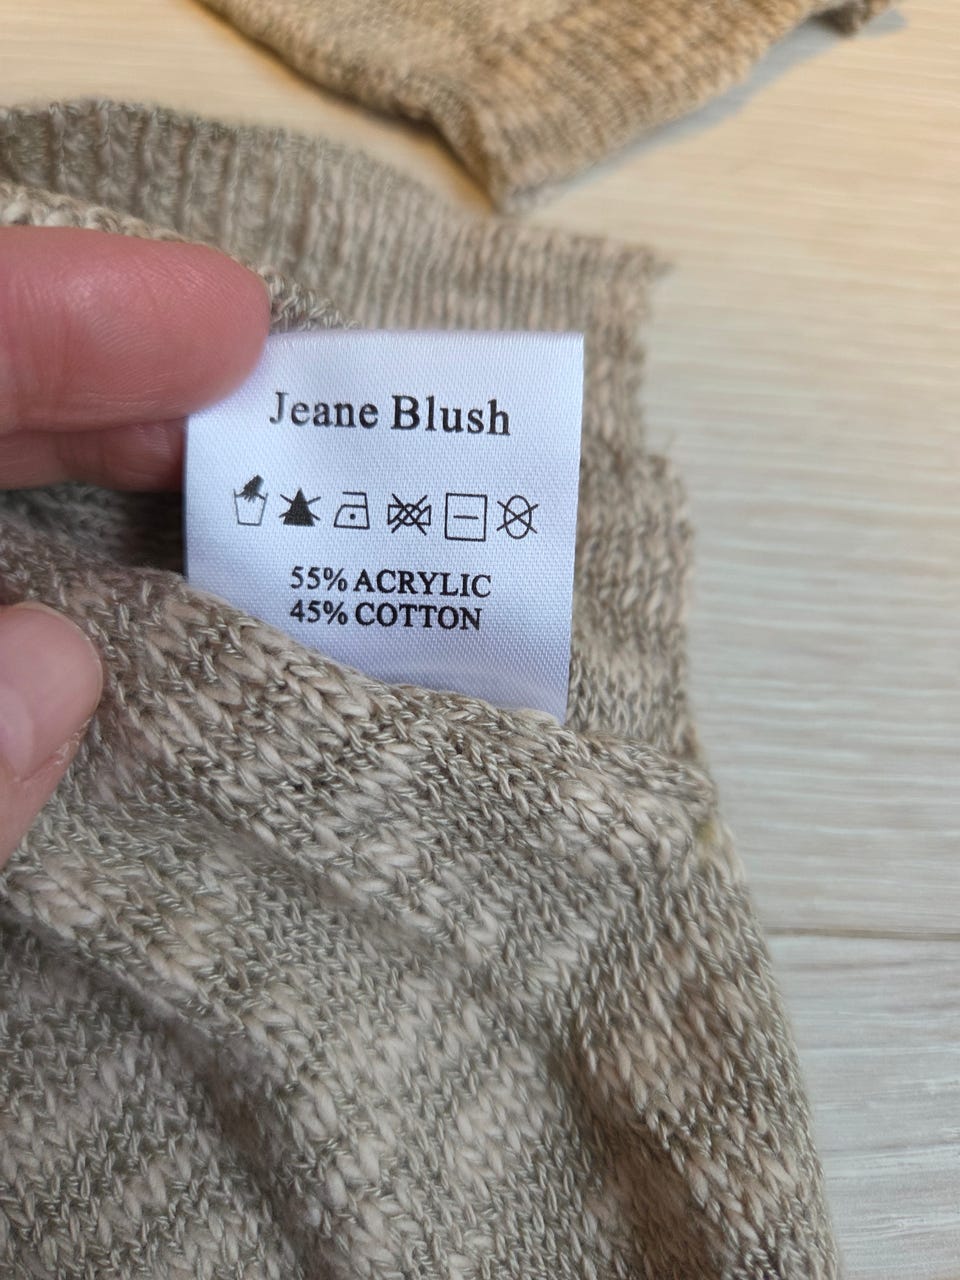 Jeane Blush
55% ACRYLIC
45% COTTON